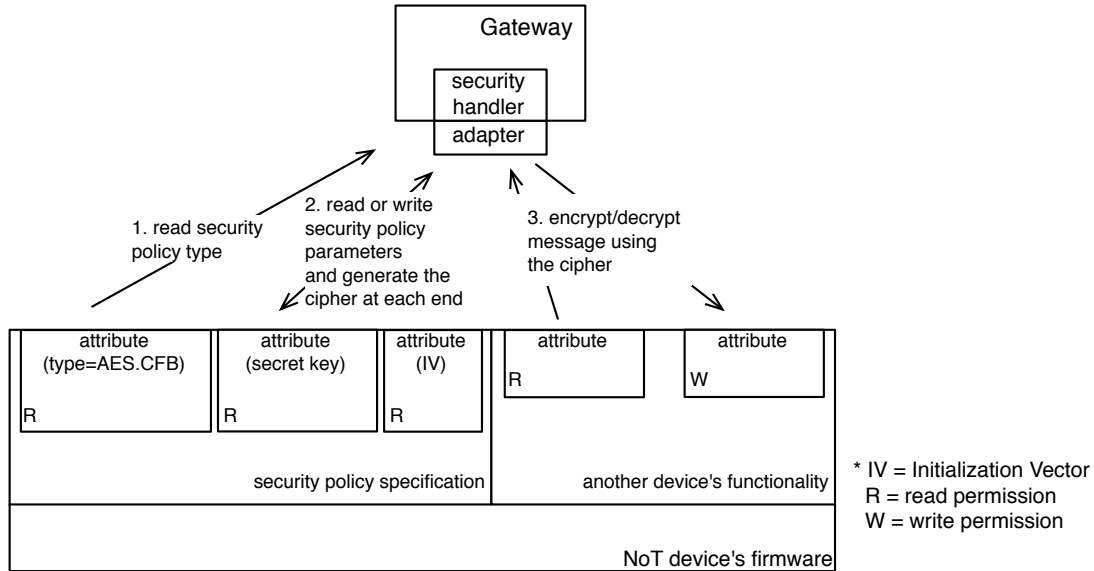 Gateway
security
handler
adapter
1. read security
policy type
2. read or write
security policy
parameters
and generate the
cipher at each end
3. encrypt/decrypt
message using
the cipher
attribute
(type=AES.CFB)
R
attribute
(secret key)
R
attribute
(IV)
R
attribute
R
attribute
W
security policy specification
another device's functionality
NoT device's firmware
* IV = Initialization Vector
R = read permission
W = write permission